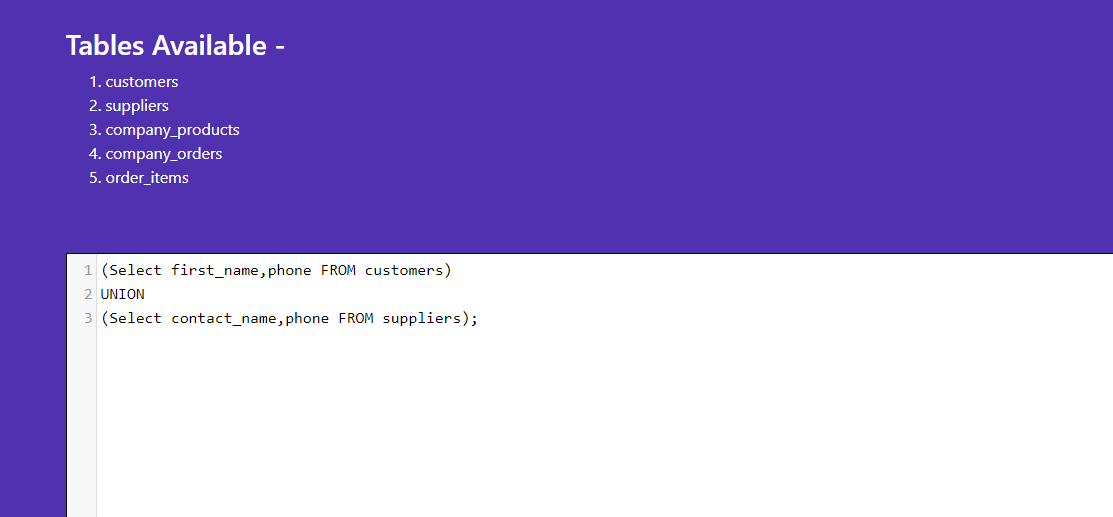 Tables Available -
1. customers
2. suppliers
3. company_products
4. company_orders
5. order_items
1 (Select first_name,phone FROM customers)
2 UNION
3 (Select contact_name,phone FROM suppliers);